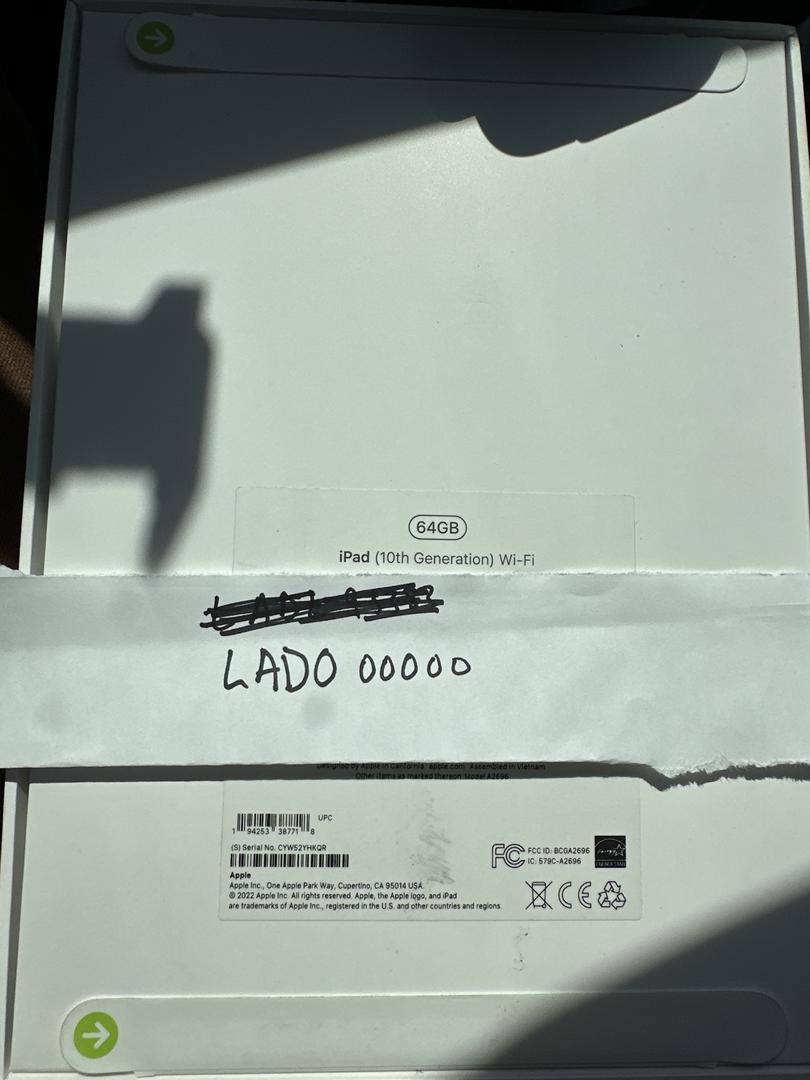 64GB
iPad (10th Generation) Wi-Fi
LADO 00000
Designed by Apple in California apple.com Assembled in Vietnam
Other items as marked thereon Model A2696
UPC
1 94253 38771 8
(S) Serial No. CYW52YHKQR
FCC ID: BCGA2696
IC: 579C-A2696
ENERGY STAR
Apple
Apple Inc., One Apple Park Way, Cupertino, CA 95014 USA.
© 2022 Apple Inc. All rights reserved. Apple, the Apple logo, and iPad
are trademarks of Apple Inc., registered in the U.S. and other countries and regions.